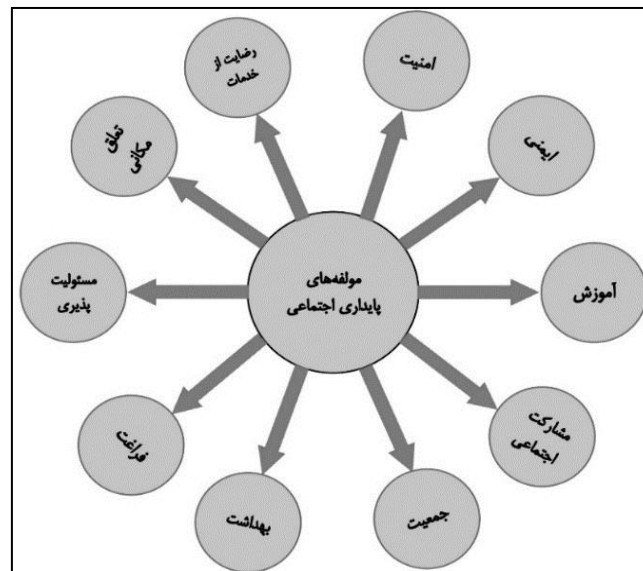 رضایت از
خدمات
امنیت
تعلق
مکانی
ایمنی
مولفه‌های
پایداری اجتماعی
مسئولیت
پذیری
آموزش
فراغت
مشارکت
اجتماعی
بهداشت
جمعیت